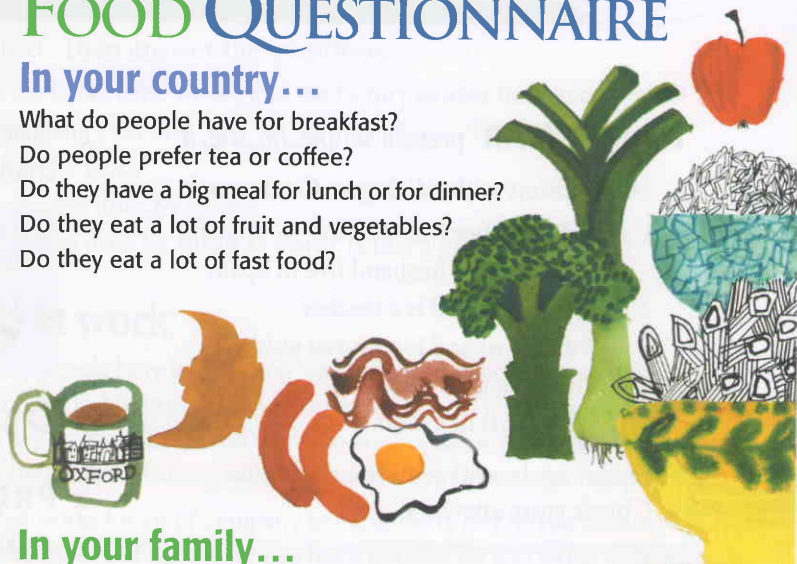 FOOD QUESTIONNAIRE
In your country...
What do people have for breakfast?
Do people prefer tea or coffee?
Do they have a big meal for lunch or for dinner?
Do they eat a lot of fruit and vegetables?
Do they eat a lot of fast food?
OXFORD
In your family...